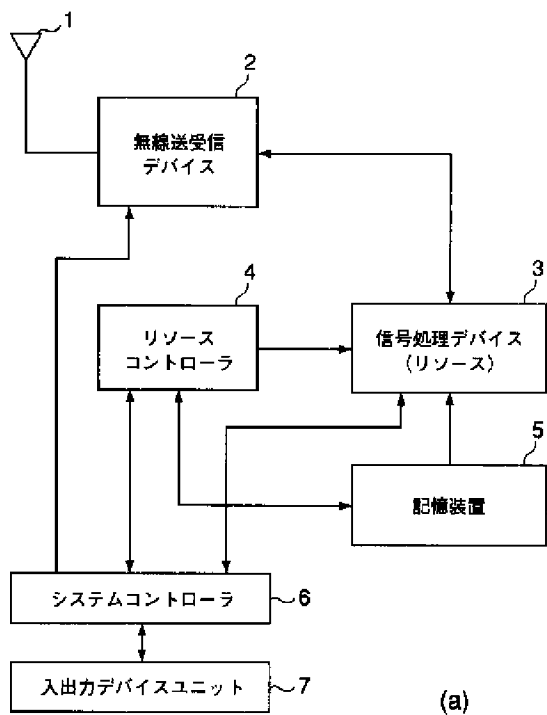 1
2
無線送受信
デバイス
4
3
リソース
コントローラ
信号処理デバイス
(リソース)
5
記憶装置
システムコントローラ
6
入出力デバイスユニット
7
(a)